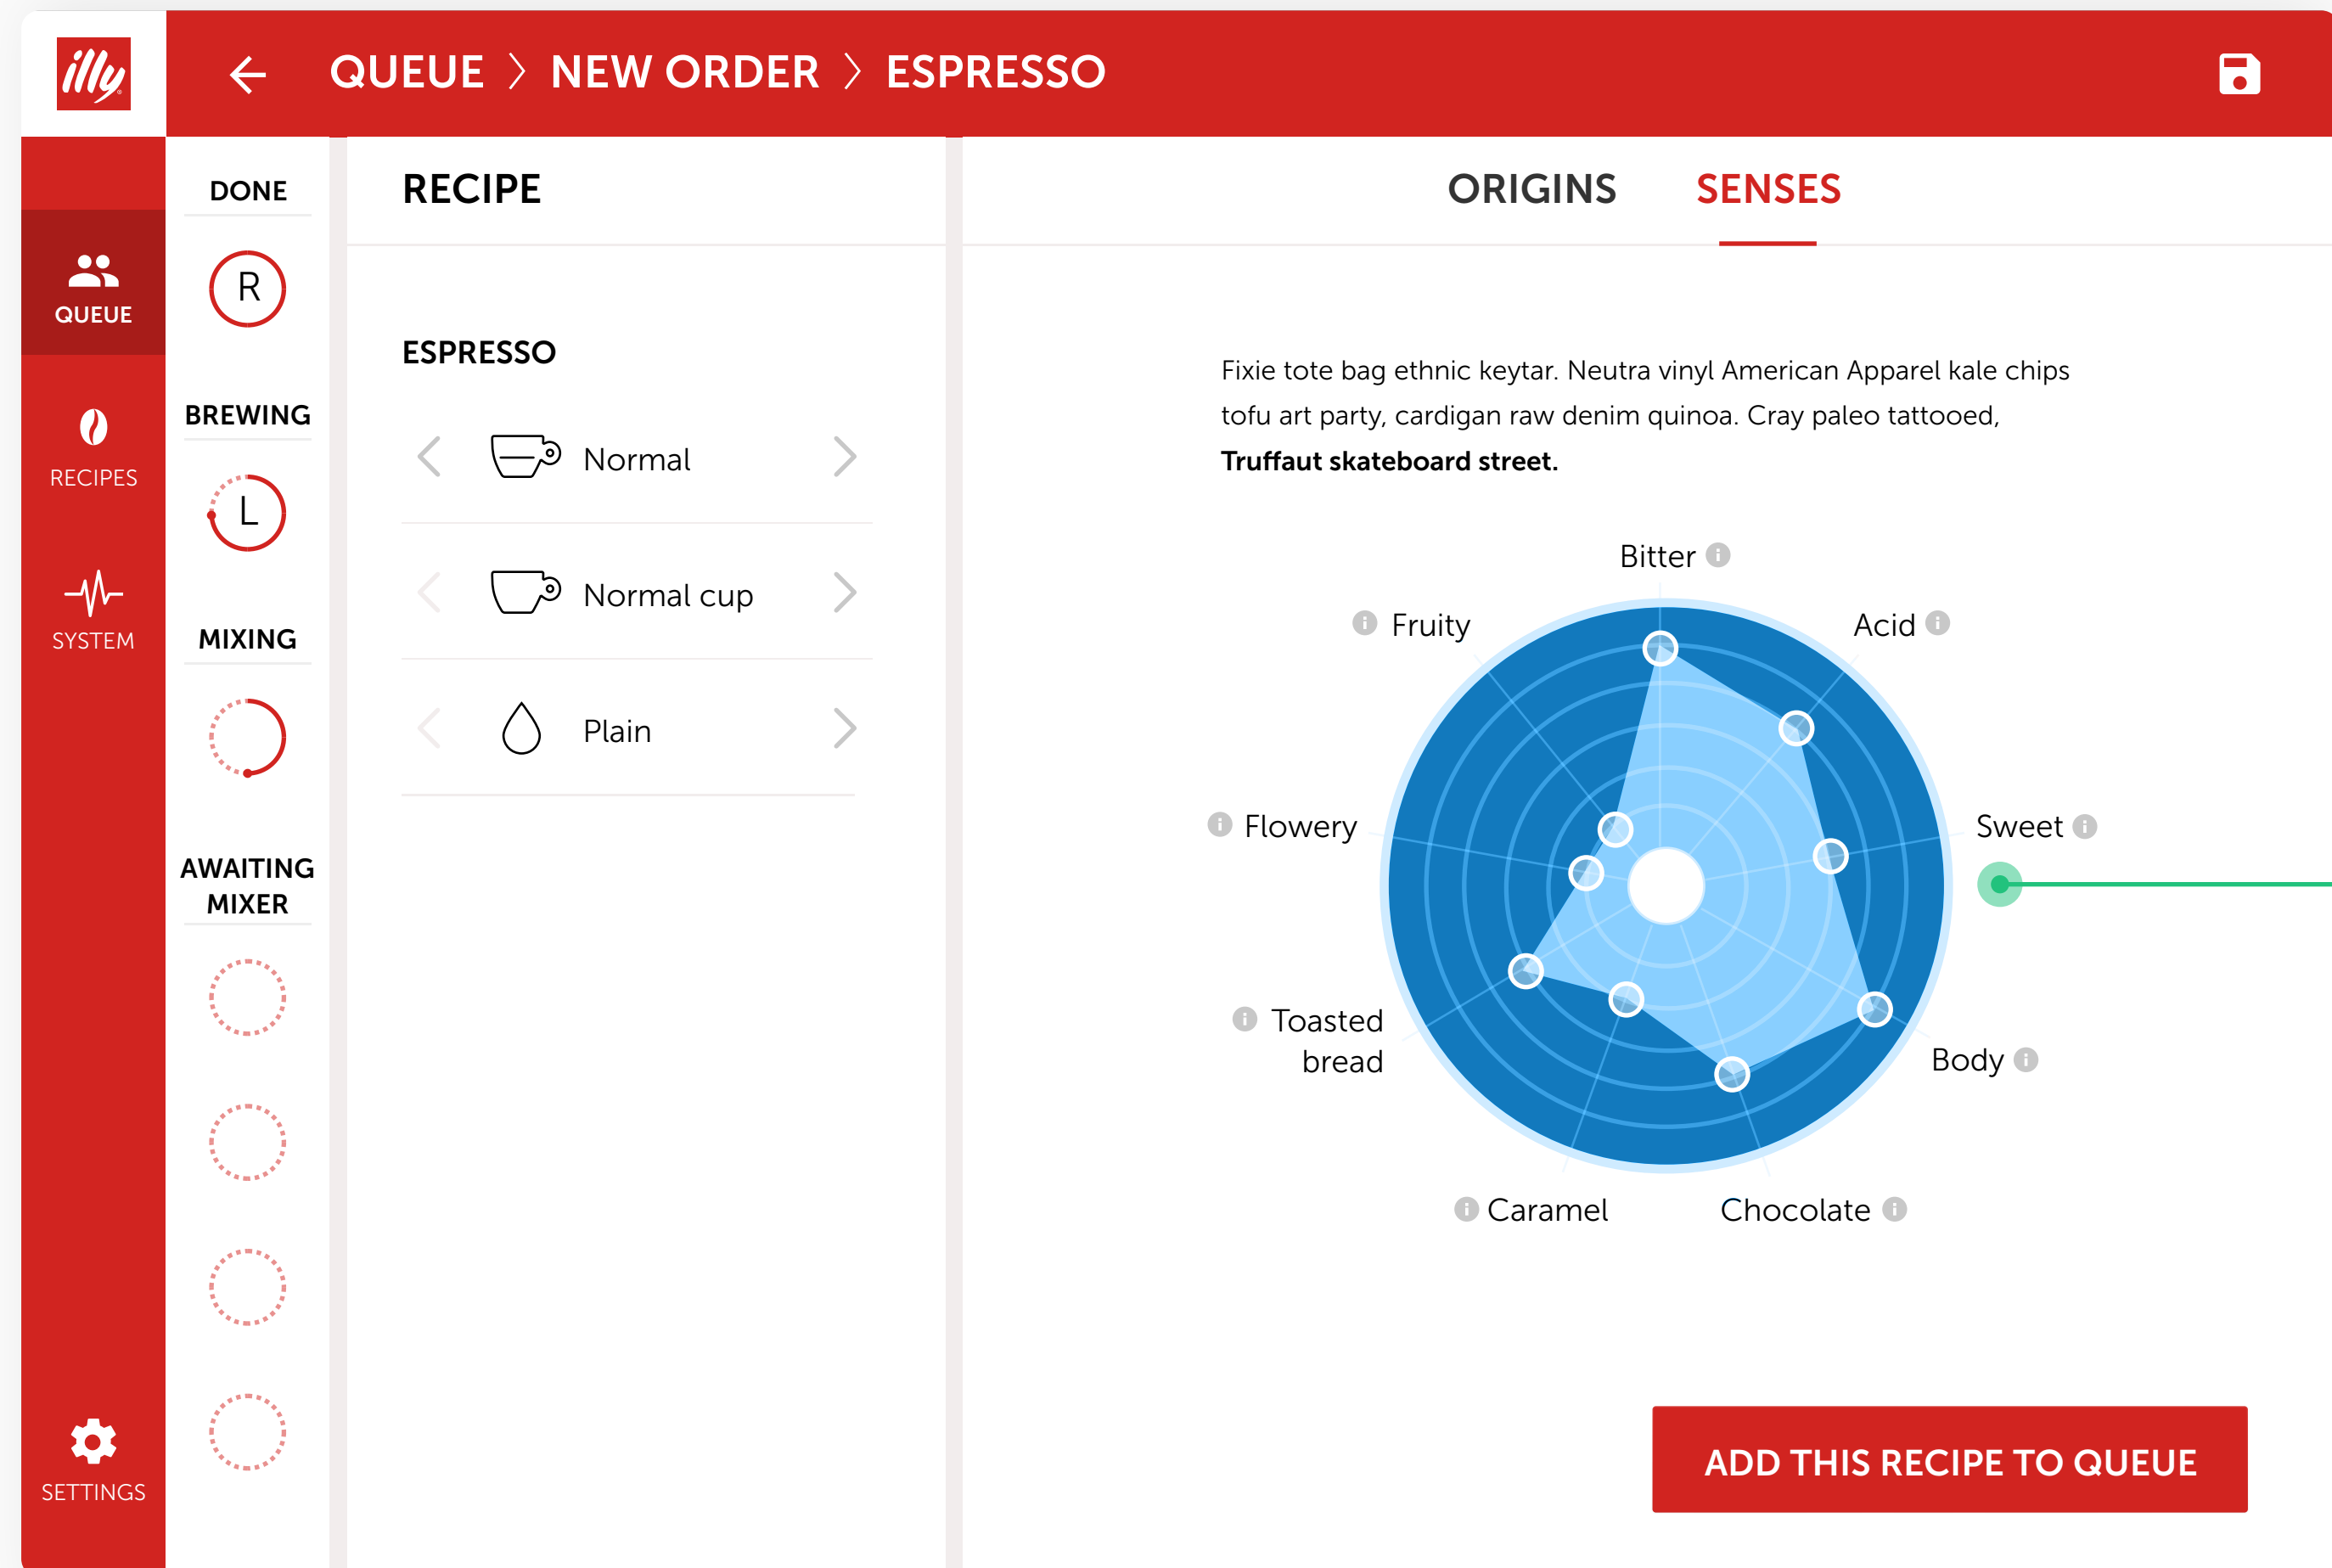 illy
QUEUE > NEW ORDER > ESPRESSO
QUEUE
RECIPES
SYSTEM
SETTINGS
DONE
R
BREWING
L
MIXING
AWAITING
MIXER
RECIPE
ESPRESSO
Normal
Normal cup
Plain
ORIGINS
SENSES
Fixie tote bag ethnic keytar. Neutra vinyl American Apparel kale chips
tofu art party, cardigan raw denim quinoa. Cray paleo tattooed,
Truffaut skateboard street.
Bitter
Fruity
Acid
Flowery
Sweet
Toasted
bread
Body
Caramel
Chocolate
ADD THIS RECIPE TO QUEUE